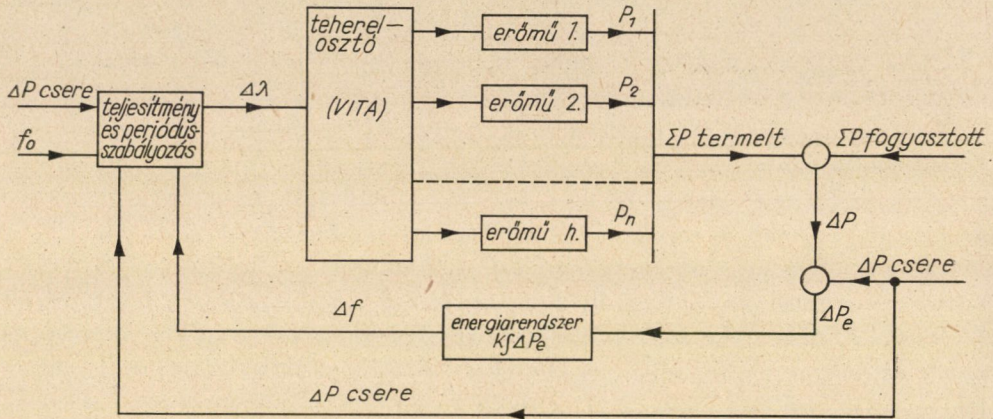 teherel-
osztó
(VITA)
erőmű 1.
P₁
erőmű 2.
P₂
erőmű h.
Pₙ
ΔP csere
f₀
teljesítmény
és periódus-
szabályozás
Δλ
ΣP termelt
ΣP fogyasztott
ΔP
ΔP csere
ΔPₑ
Δf
energiarendszer
K∫ΔPₑ
ΔP csere